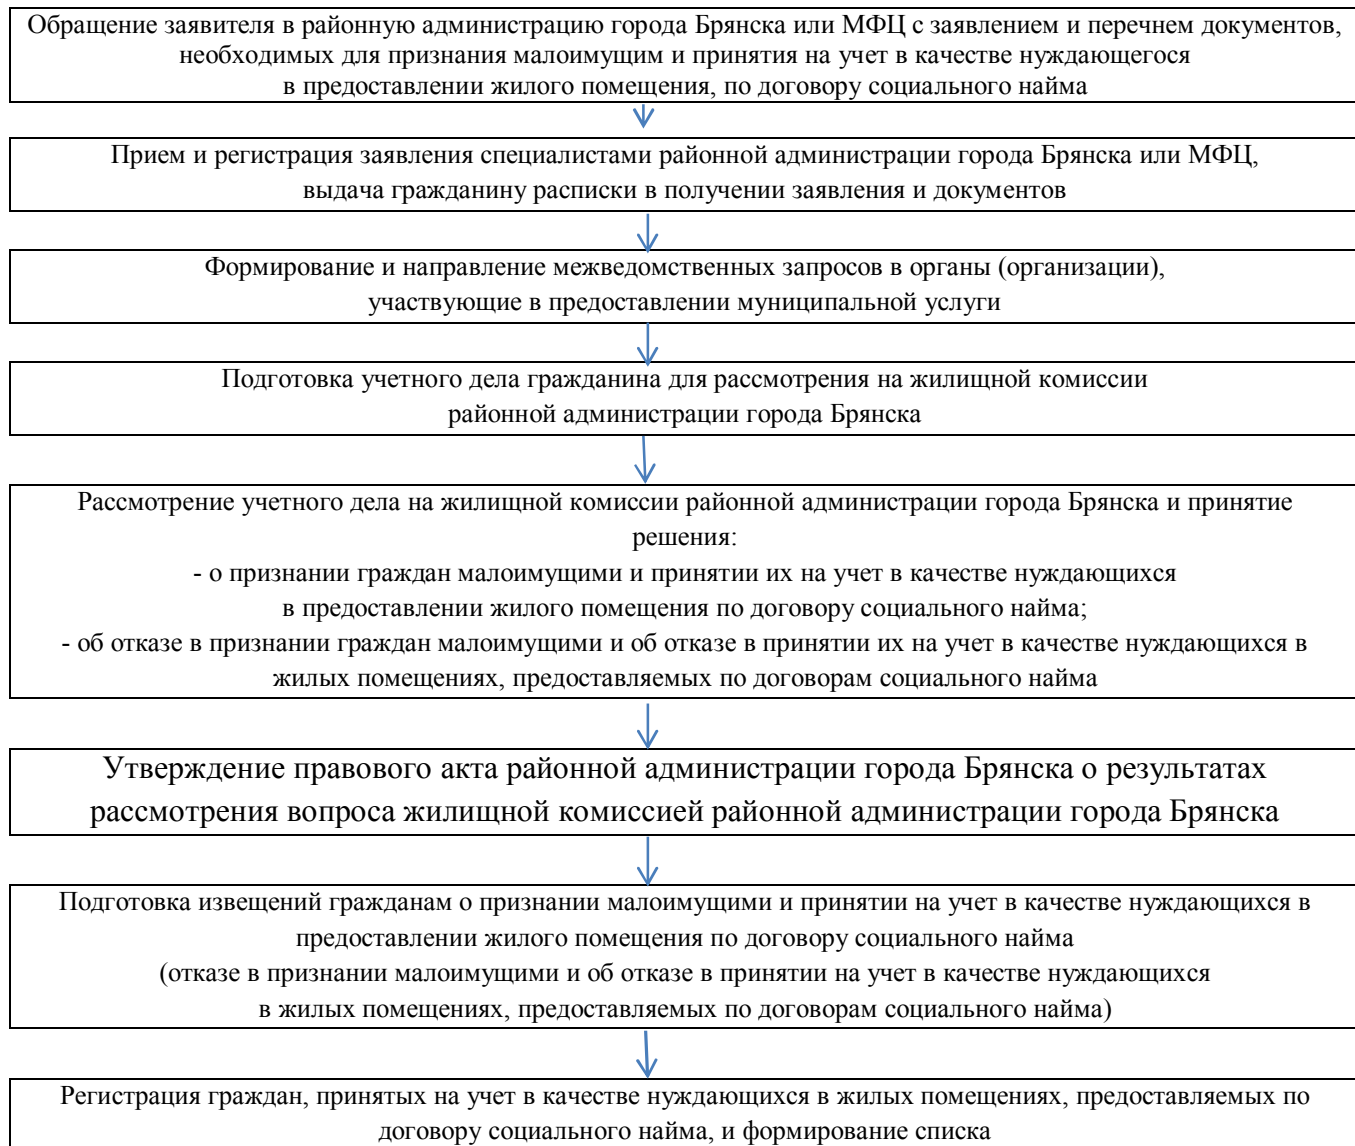 Обращение заявителя в районную администрацию города Брянска или МФЦ с заявлением и перечнем документов,
необходимых для признания малоимущим и принятия на учет в качестве нуждающегося
в предоставлении жилого помещения, по договору социального найма
Прием и регистрация заявления специалистами районной администрации города Брянска или МФЦ,
выдача гражданину расписки в получении заявления и документов
Формирование и направление межведомственных запросов в органы (организации),
участвующие в предоставлении муниципальной услуги
Подготовка учетного дела гражданина для рассмотрения на жилищной комиссии
районной администрации города Брянска
Рассмотрение учетного дела на жилищной комиссии районной администрации города Брянска и принятие
решения:
- о признании граждан малоимущими и принятии их на учет в качестве нуждающихся
в предоставлении жилого помещения по договору социального найма;
- об отказе в признании граждан малоимущими и об отказе в принятии их на учет в качестве нуждающихся в
жилых помещениях, предоставляемых по договорам социального найма
Утверждение правового акта районной администрации города Брянска о результатах
рассмотрения вопроса жилищной комиссией районной администрации города Брянска
Подготовка извещений гражданам о признании малоимущими и принятии на учет в качестве нуждающихся в
предоставлении жилого помещения по договору социального найма
(отказе в признании малоимущими и об отказе в принятии на учет в качестве нуждающихся
в жилых помещениях, предоставляемых по договорам социального найма)
Регистрация граждан, принятых на учет в качестве нуждающихся в жилых помещениях, предоставляемых по
договору социального найма, и формирование списка